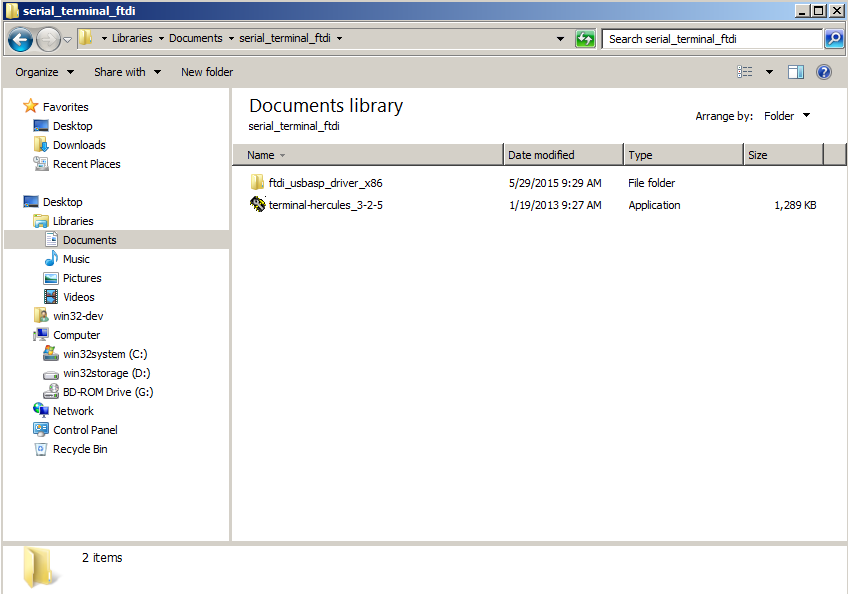 serial_terminal_ftdi
Libraries Documents serial_terminal_ftdi Search serial_terminal_ftdi
Organize Share with New folder
Favorites
Desktop
Downloads
Recent Places
Desktop
Libraries
Documents
Music
Pictures
Videos
win32-dev
Computer
win32system (C:)
win32storage (D:)
BD-ROM Drive (G:)
Network
Control Panel
Recycle Bin
Documents library
serial_terminal_ftdi
Arrange by: Folder
Name Date modified Type Size
ftdi_usbasp_driver_x86 5/29/2015 9:29 AM File folder
terminal-hercules_3-2-5 1/19/2013 9:27 AM Application 1,289 KB
2 items